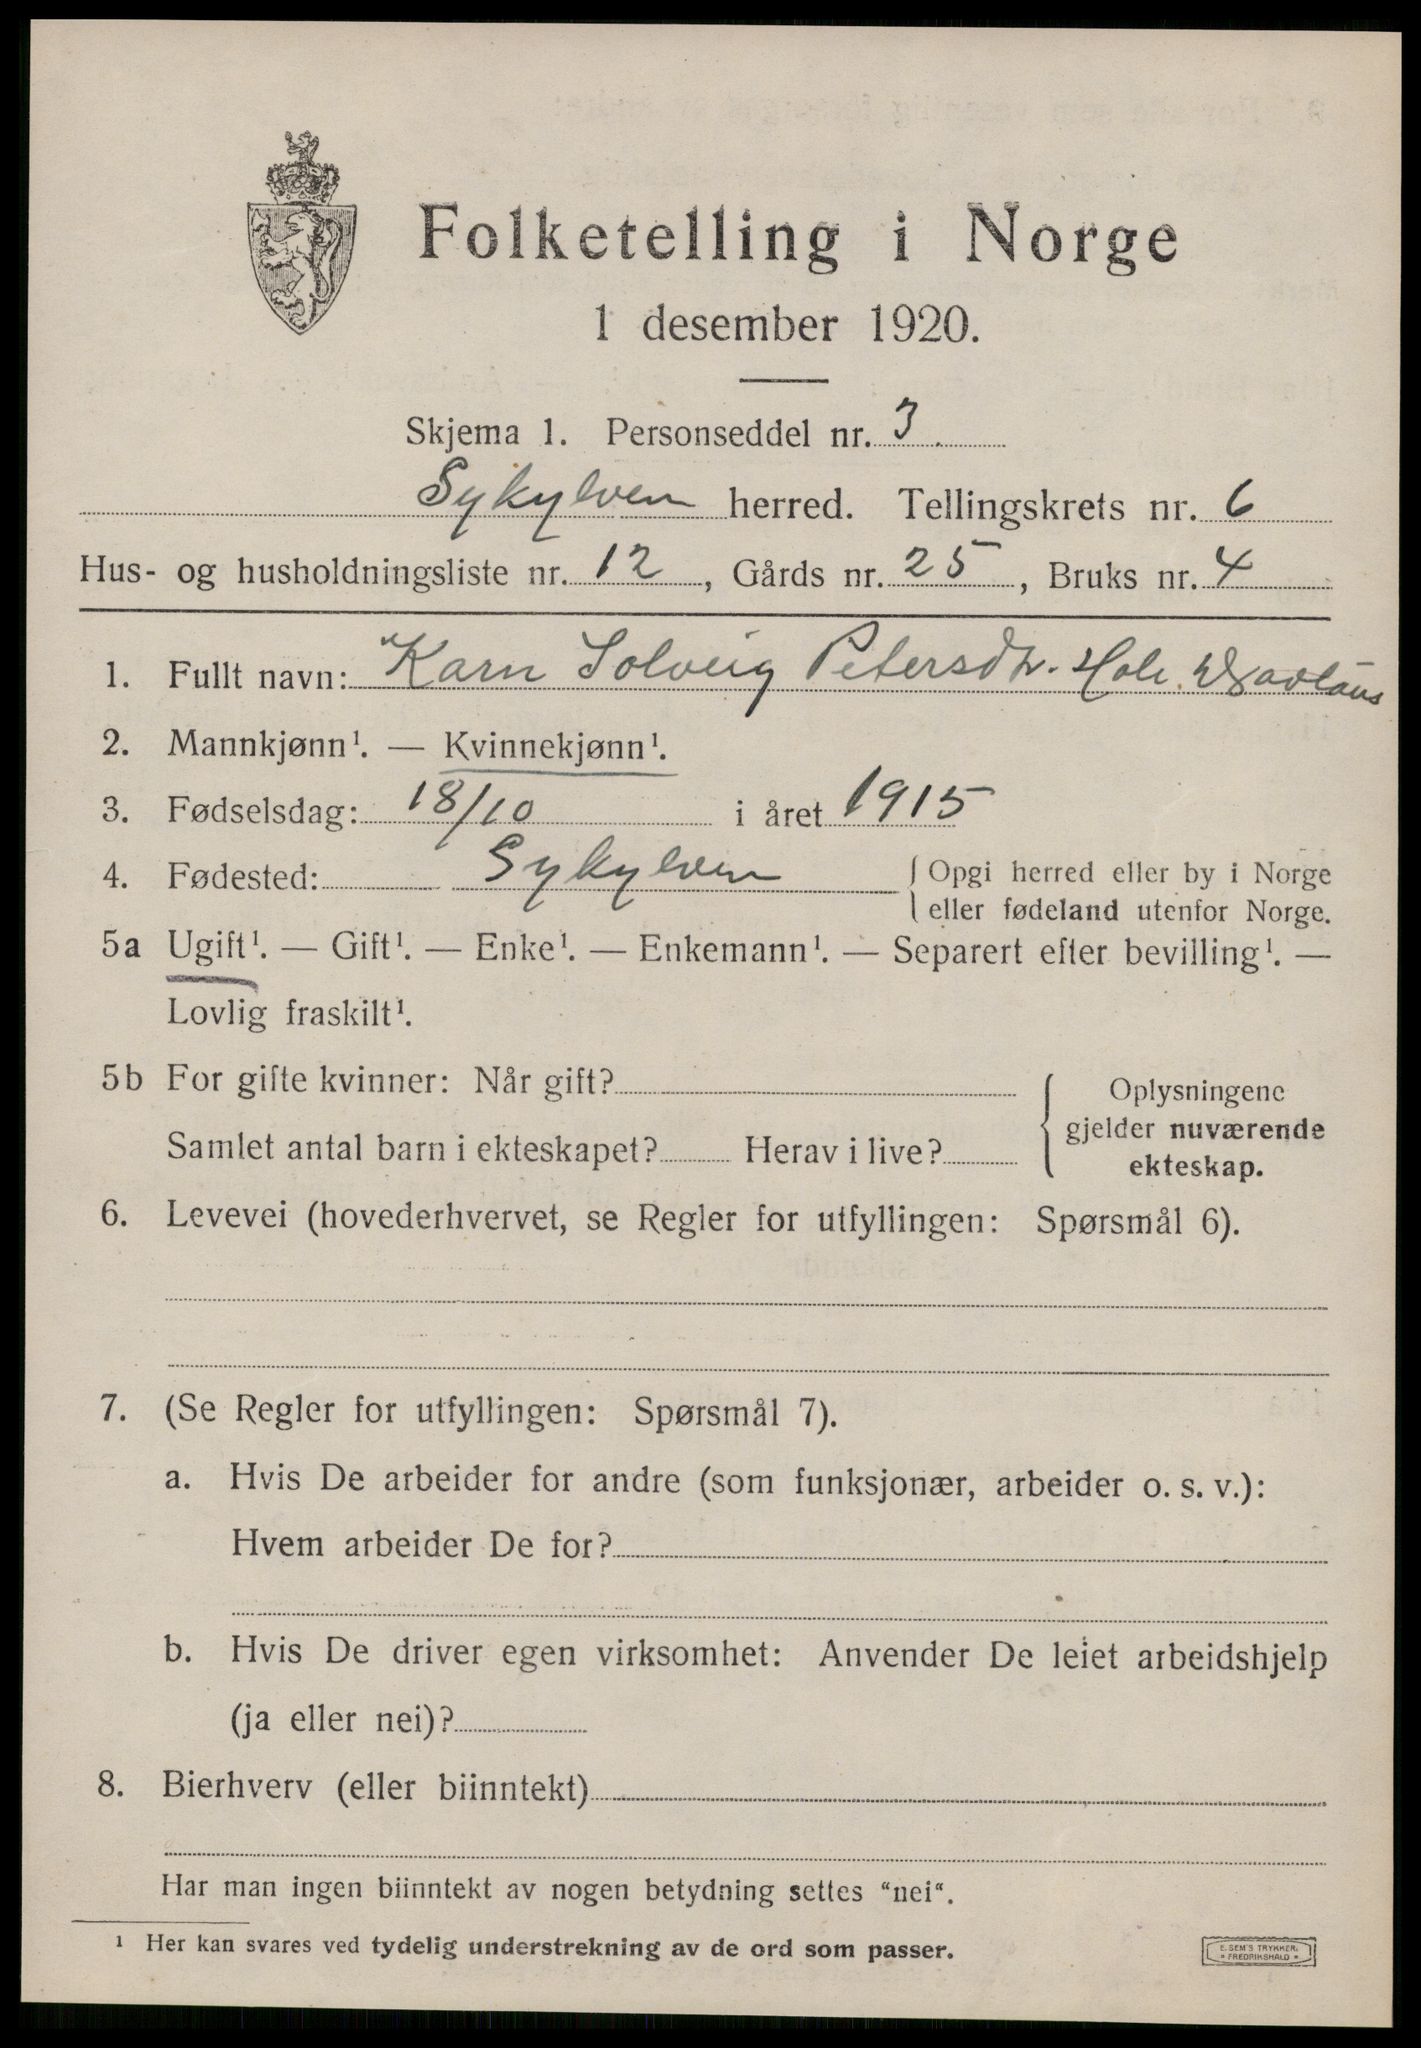 Folketelling i Norge
1 desember 1920.
Skjema 1. Personseddel nr. 3.
Sykylven herred. Tellingskrets nr. 6
Hus- og husholdningsliste nr. 12, Gårds nr. 25, Bruks nr. 4
1. Fullt navn: Karn Solveig Petersdtr. Hole
2. Mannkjønn¹. — Kvinnekjønn¹.
3. Fødselsdag: 18/10 i året 1915
4. Fødested: Sykylven { Opgi herred eller by i Norge
eller fødeland utenfor Norge.
5a Ugift¹. — Gift¹. — Enke¹. — Enkemann¹. — Separert efter bevilling¹. —
Lovlig fraskilt¹.
5b For gifte kvinner: Når gift?
Samlet antal barn i ekteskapet? Herav i live?
Oplysningene
gjelder nuværende
ekteskap.
6. Levevei (hovederhvervet, se Regler for utfyllingen: Spørsmål 6).
7. (Se Regler for utfyllingen: Spørsmål 7).
a. Hvis De arbeider for andre (som funksjonær, arbeider o. s. v.):
Hvem arbeider De for?
b. Hvis De driver egen virksomhet: Anvender De leiet arbeidshjelp
(ja eller nei)?
8. Bierhverv (eller biinntekt)
Har man ingen biinntekt av nogen betydning settes “nei“.
¹ Her kan svares ved tydelig understrekning av de ord som passer.
E. SEM'S TRYKKERI.
* FREDRIKSHALD *